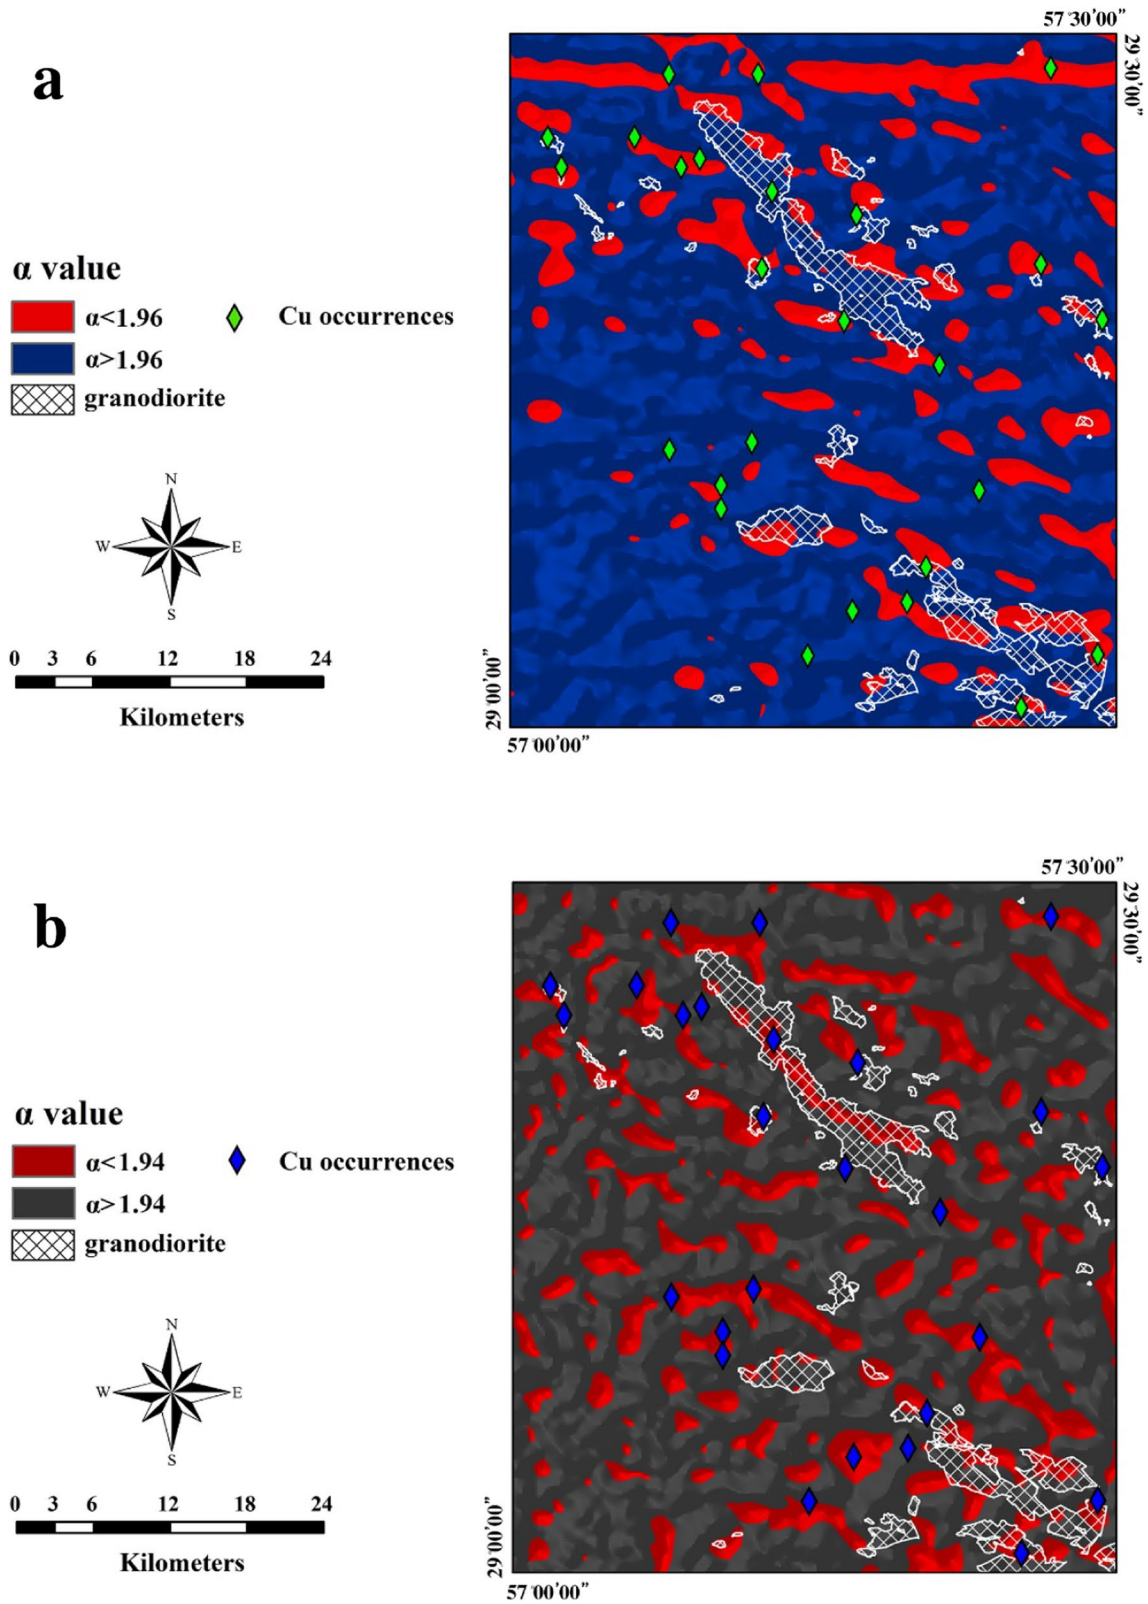 57°30'00"
a
29°30'00"
α value
α<1.96
Cu occurrences
α>1.96
granodiorite
N
W
E
S
0 3 6 12 18 24
Kilometers
29°00'00"
57°00'00"
57°30'00"
b
29°30'00"
α value
α<1.94
Cu occurrences
α>1.94
granodiorite
N
W
E
S
0 3 6 12 18 24
Kilometers
29°00'00"
57°00'00"